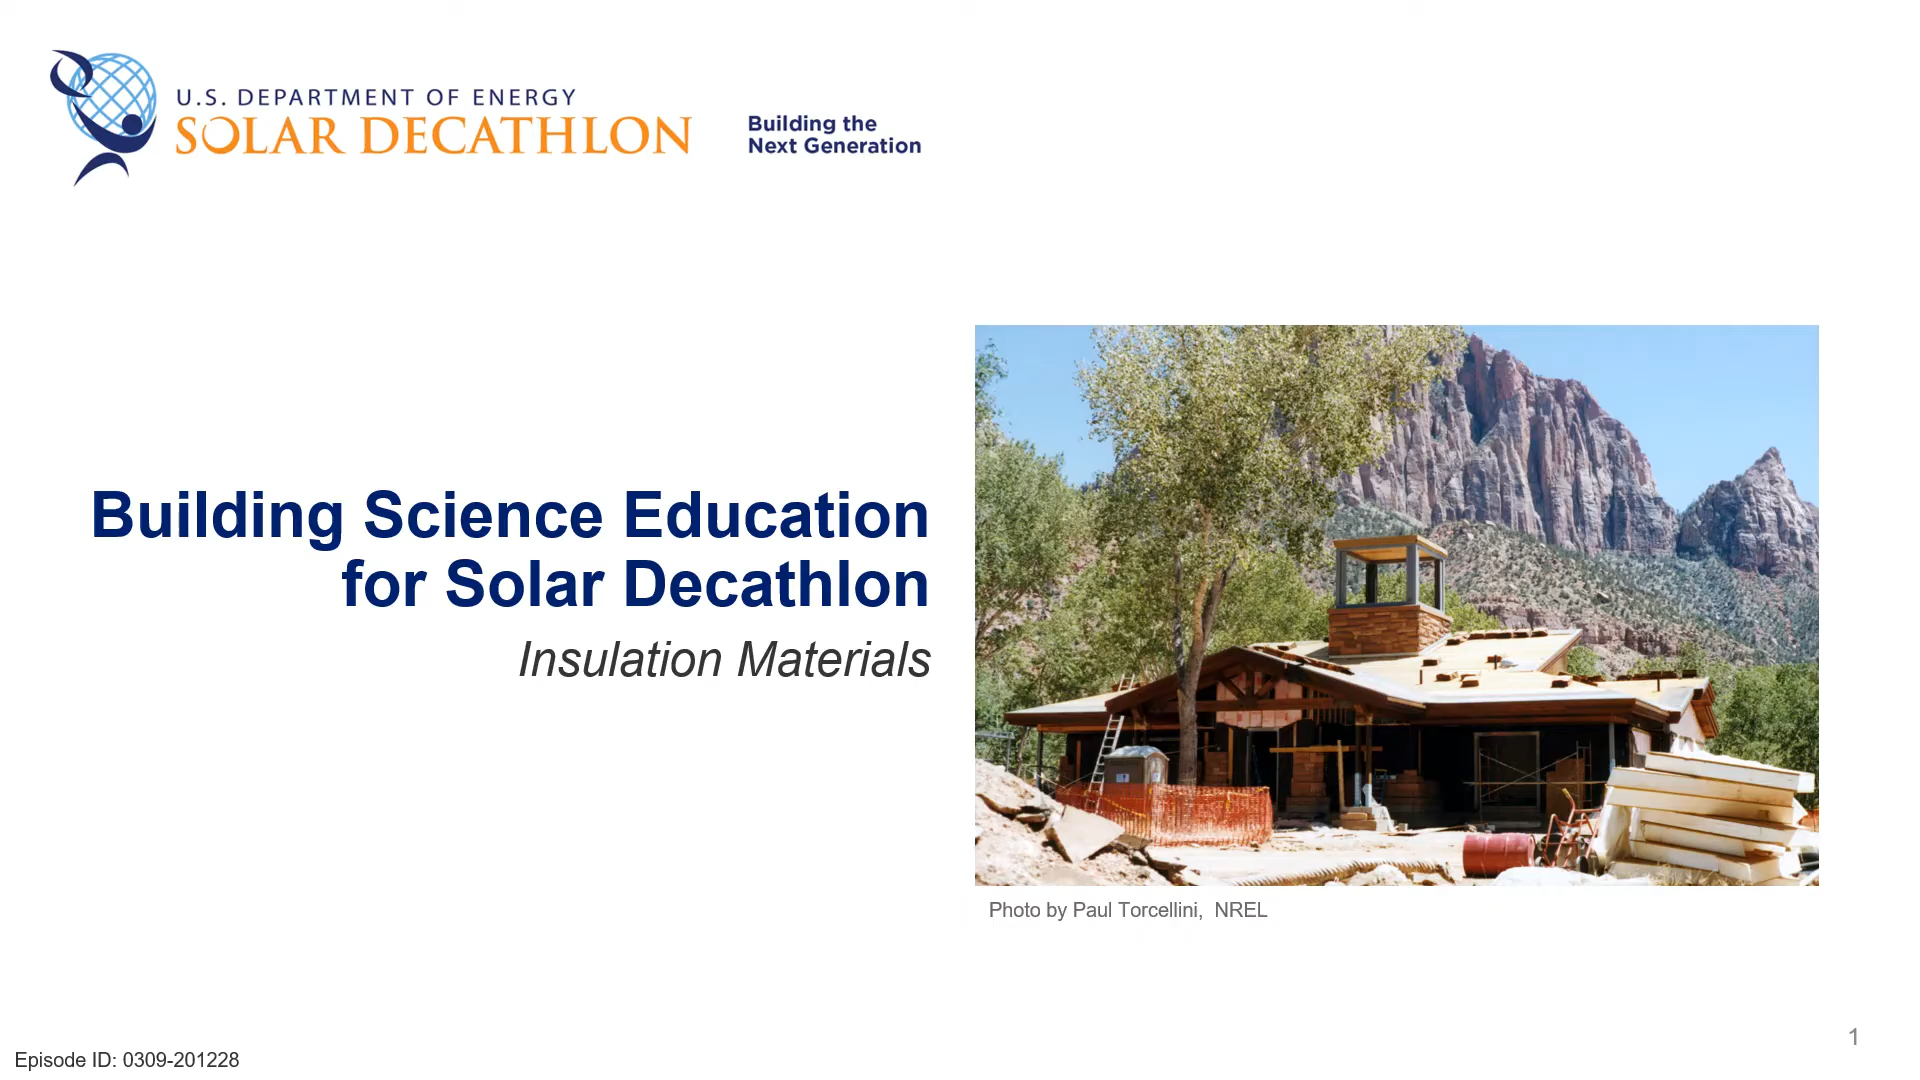 U.S. DEPARTMENT OF ENERGY
SOLAR DECATHLON
Building the
Next Generation
Building Science Education
for Solar Decathlon
Insulation Materials
Photo by Paul Torcellini, NREL
1
Episode ID: 0309-201228